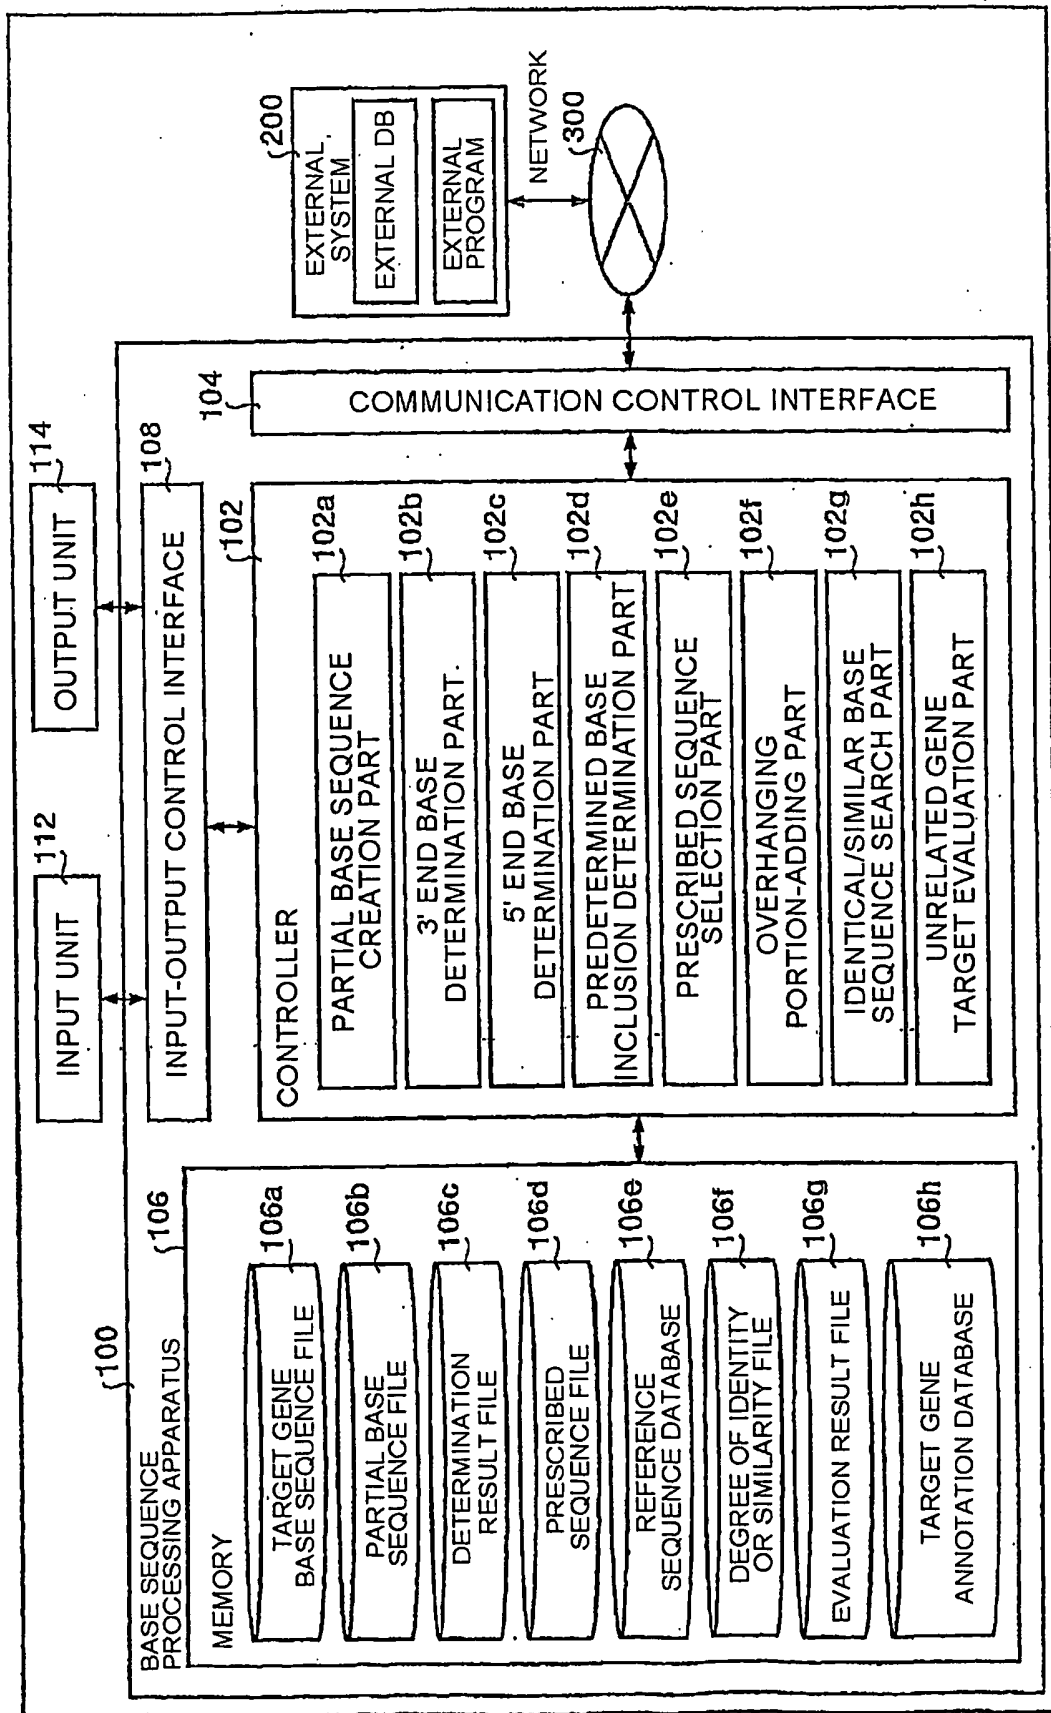 BASE SEQUENCE
PROCESSING APPARATUS
100
INPUT UNIT
112
OUTPUT UNIT
114
INPUT-OUTPUT CONTROL INTERFACE
108
MEMORY
106
TARGET GENE
BASE SEQUENCE FILE
106a
PARTIAL BASE
SEQUENCE FILE
106b
DETERMINATION
RESULT FILE
106c
PRESCRIBED
SEQUENCE FILE
106d
REFERENCE
SEQUENCE DATABASE
106e
DEGREE OF IDENTITY
OR SIMILARITY FILE
106f
EVALUATION RESULT FILE
106g
TARGET GENE
ANNOTATION DATABASE
106h
CONTROLLER
102
PARTIAL BASE SEQUENCE
CREATION PART
102a
3' END BASE
DETERMINATION PART
102b
5' END BASE
DETERMINATION PART
102c
PREDETERMINED BASE
INCLUSION DETERMINATION PART
102d
PRESCRIBED SEQUENCE
SELECTION PART
102e
OVERHANGING
PORTION-ADDING PART
102f
IDENTICAL/SIMILAR BASE
SEQUENCE SEARCH PART
102g
UNRELATED GENE
TARGET EVALUATION PART
102h
COMMUNICATION CONTROL INTERFACE
104
EXTERNAL
SYSTEM
200
EXTERNAL DB
EXTERNAL
PROGRAM
NETWORK
300